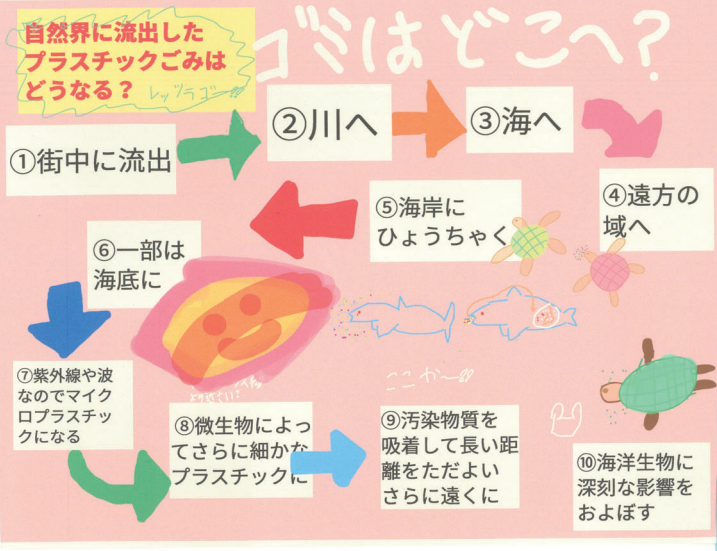 自然界に流出した
プラスチックごみは
どうなる？
レッツラゴー
ゴミはどこへ？
①街中に流出
②川へ
③海へ
④遠方の
域へ
⑤海岸に
ひょうちゃく
⑥一部は
海底に
⑦紫外線や波
なのでマイク
ロプラスチッ
クになる
⑧微生物によっ
てさらに細かな
プラスチックに
ここかー
⑨汚染物質を
吸着して長い距
離をただよい
さらに遠くに
⑩海洋生物に
深刻な影響を
およぼす